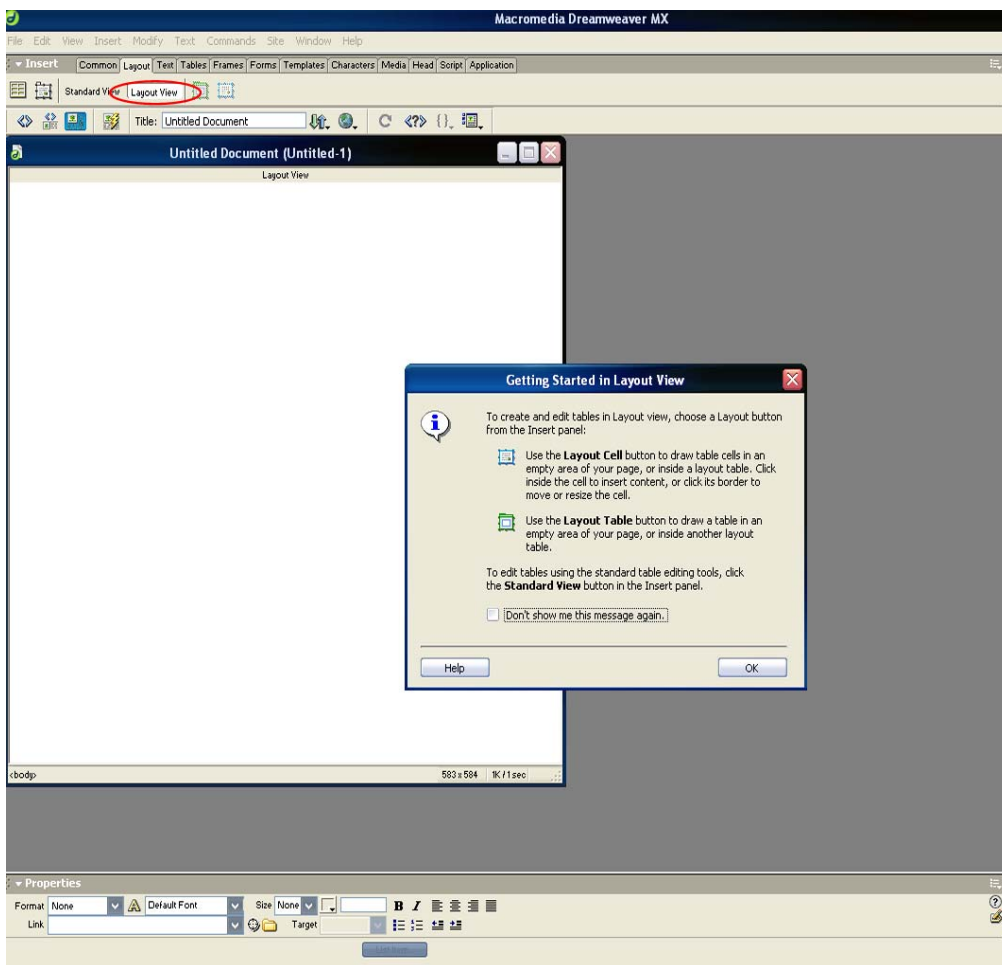 Macromedia Dreamweaver MX
File Edit View Insert Modify Text Commands Site Window Help
Insert Common Layout Text Tables Frames Forms Templates Characters Media Head Script Application
Standard View Layout View
Title: Untitled Document
Untitled Document (Untitled-1)
Layout View
Getting Started in Layout View
To create and edit tables in Layout view, choose a Layout button
from the Insert panel:
Use the Layout Cell button to draw table cells in an
empty area of your page, or inside a layout table. Click
inside the cell to insert content, or click its border to
move or resize the cell.
Use the Layout Table button to draw a table in an
empty area of your page, or inside another layout
table.
To edit tables using the standard table editing tools, click
the Standard View button in the Insert panel.
Don't show me this message again.
Help OK
<body>
583 x 584 1K / 1 sec
Properties
Format None Default Font Size None B I
Link Target